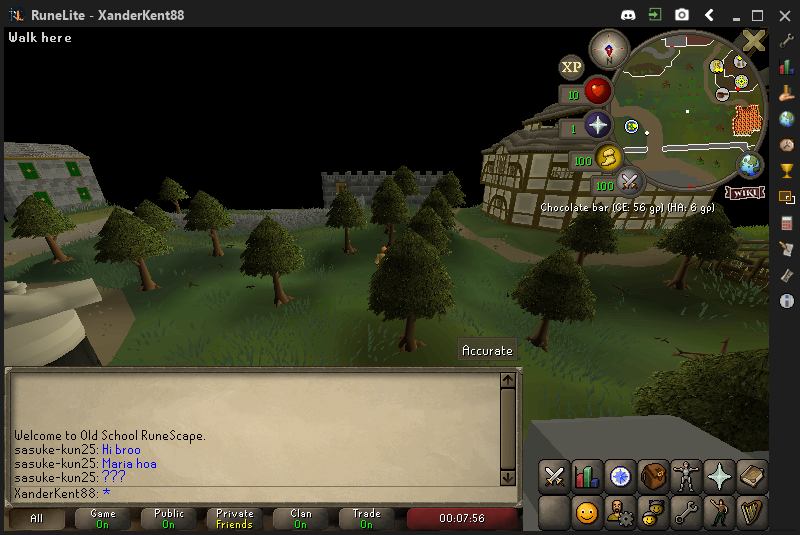 RuneLite - XanderKent88
Walk here
XP
10
1
100
100
N
WIKI
Chocolate bar (GE: 56 gp) (HA: 6 gp)
Accurate
Welcome to Old School RuneScape.
sasuke-kun25: Hi broo
sasuke-kun25: Maria hoa
sasuke-kun25: ???
XanderKent88: *
All
Game
On
Public
On
Private
Friends
Clan
On
Trade
On
00:07:56